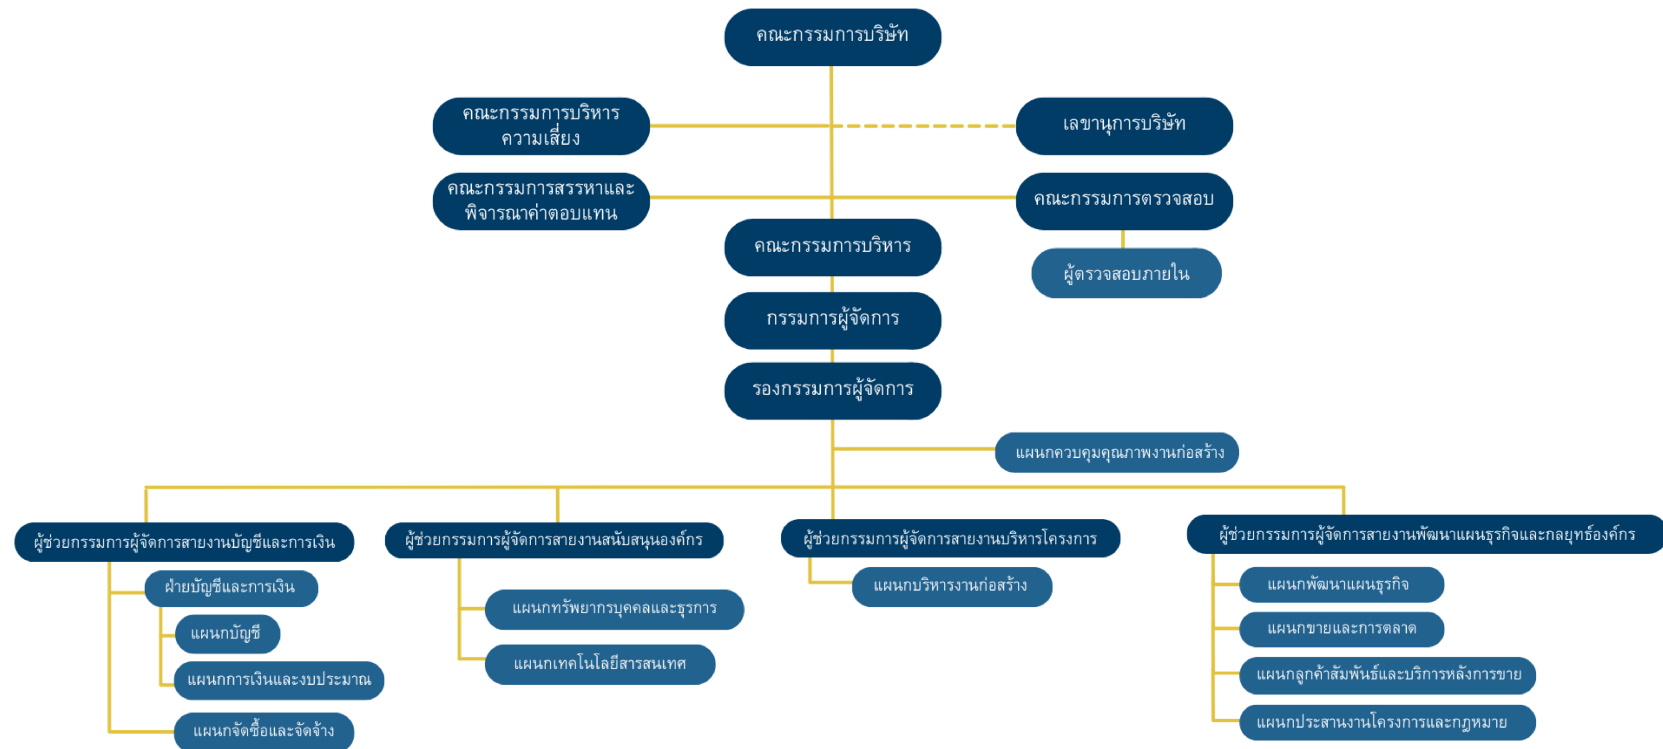 คณะกรรมการบริษัท
คณะกรรมการบริหาร
ความเสี่ยง
เลขานุการบริษัท
คณะกรรมการสรรหาและ
พิจารณาค่าตอบแทน
คณะกรรมการตรวจสอบ
คณะกรรมการบริหาร
ผู้ตรวจสอบภายใน
กรรมการผู้จัดการ
รองกรรมการผู้จัดการ
แผนกควบคุมคุณภาพงานก่อสร้าง
ผู้ช่วยกรรมการผู้จัดการสายงานบัญชีและการเงิน
ฝ่ายบัญชีและการเงิน
แผนกบัญชี
แผนกการเงินและงบประมาณ
แผนกจัดซื้อและจัดจ้าง
ผู้ช่วยกรรมการผู้จัดการสายงานสนับสนุนองค์กร
แผนกทรัพยากรบุคคลและธุรการ
แผนกเทคโนโลยีสารสนเทศ
ผู้ช่วยกรรมการผู้จัดการสายงานบริหารโครงการ
แผนกบริหารงานก่อสร้าง
ผู้ช่วยกรรมการผู้จัดการสายงานพัฒนาแผนธุรกิจและกลยุทธ์องค์กร
แผนกพัฒนาแผนธุรกิจ
แผนกขายและการตลาด
แผนกลูกค้าสัมพันธ์และบริการหลังการขาย
แผนกประสานงานโครงการและกฎหมาย